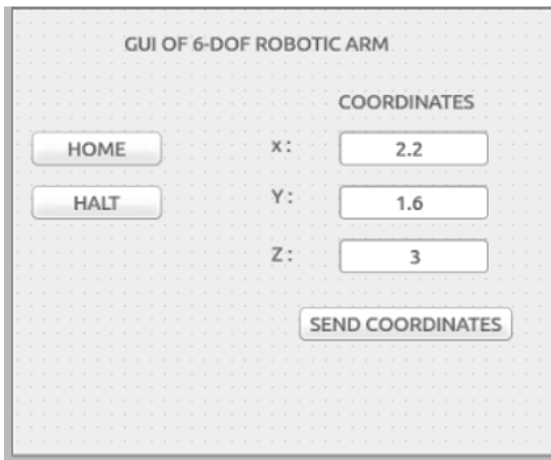 GUI OF 6-DOF ROBOTIC ARM
COORDINATES
HOME
x : 2.2
HALT
Y : 1.6
Z : 3
SEND COORDINATES